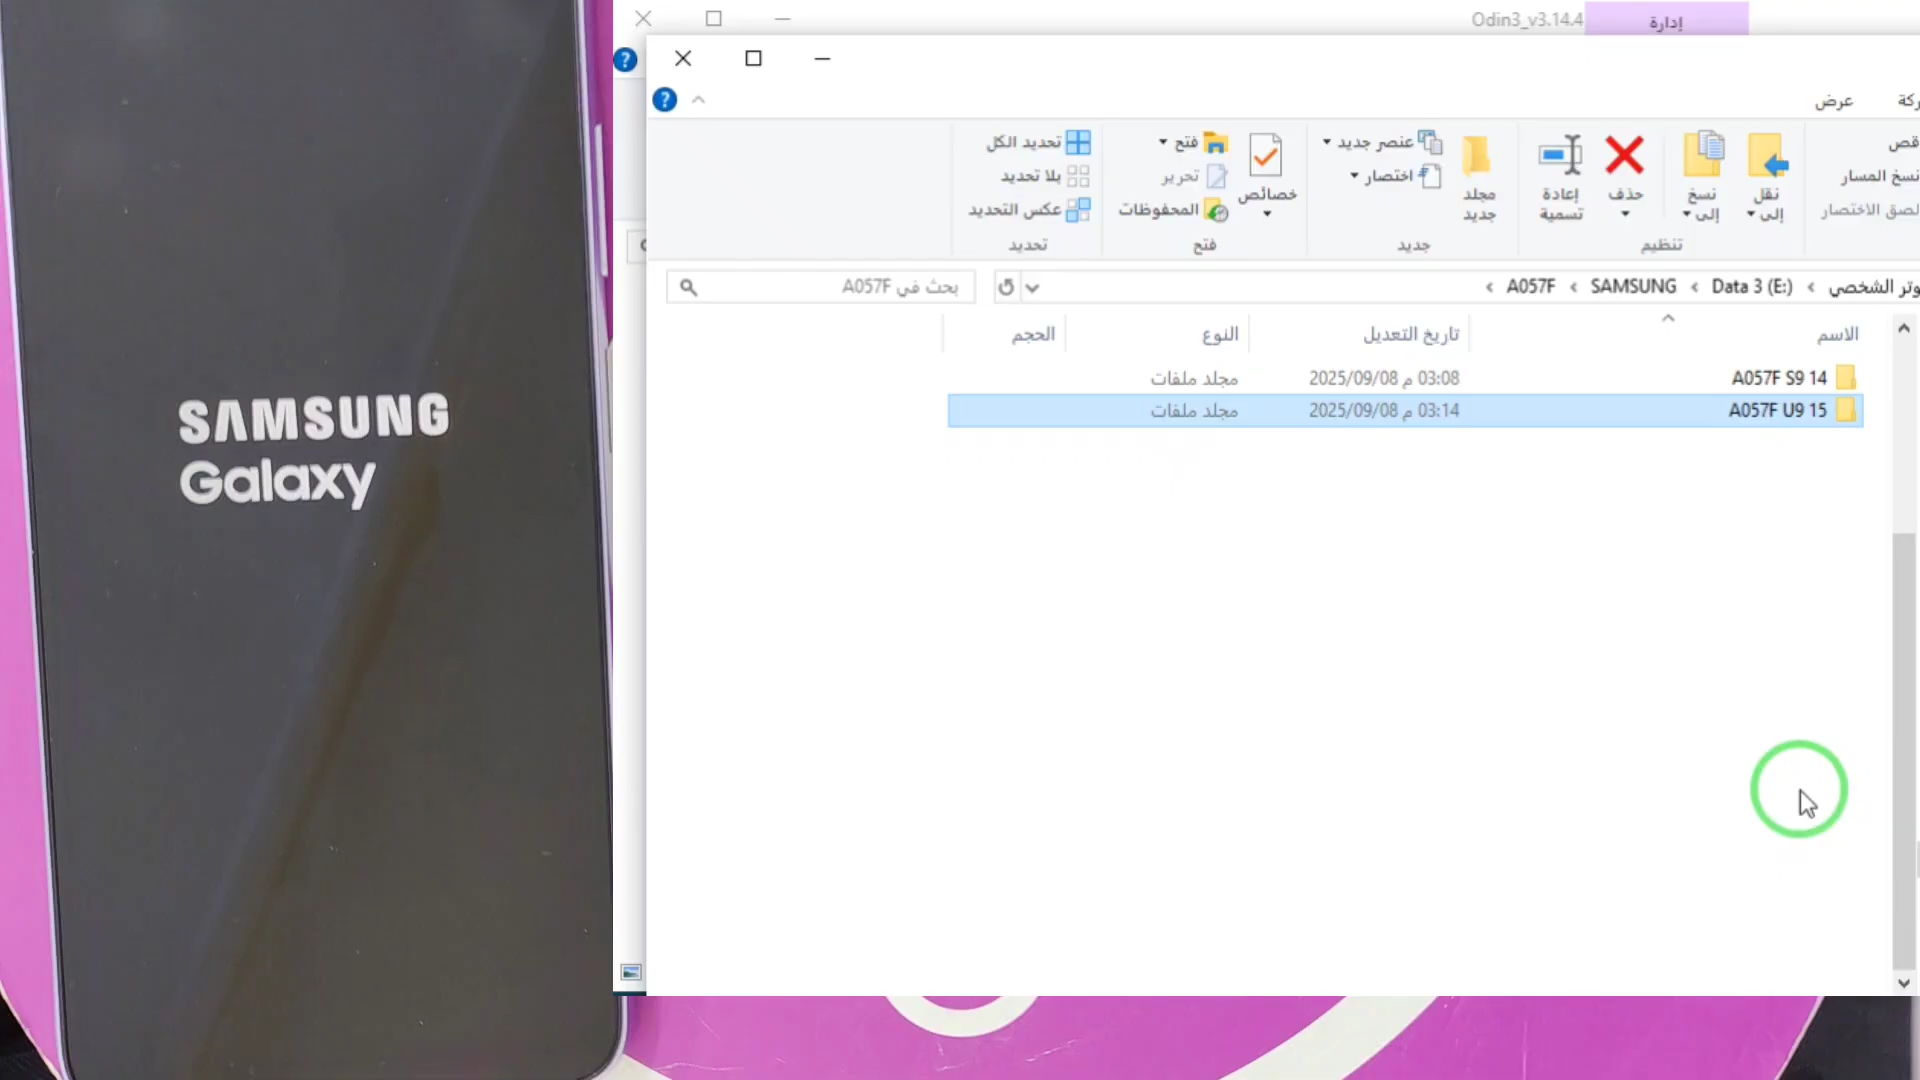 SAMSUNG
Galaxy
Odin3_v3.14.4
إدارة
عرض
قص
نسخ المسار
لصق الاختصار
نقل إلى
نسخ إلى
حذف
إعادة تسمية
تنظيم
مجلد جديد
عنصر جديد
اختصار
جديد
خصائص
فتح
تحرير
المحفوظات
فتح
تحديد الكل
بلا تحديد
عكس التحديد
تحديد
Data 3 (E:) › SAMSUNG › A057F ›
بحث في A057F
الاسم
تاريخ التعديل
النوع
الحجم
A057F S9 14
03:08 م 2025/09/08
مجلد ملفات
A057F U9 15
03:14 م 2025/09/08
مجلد ملفات